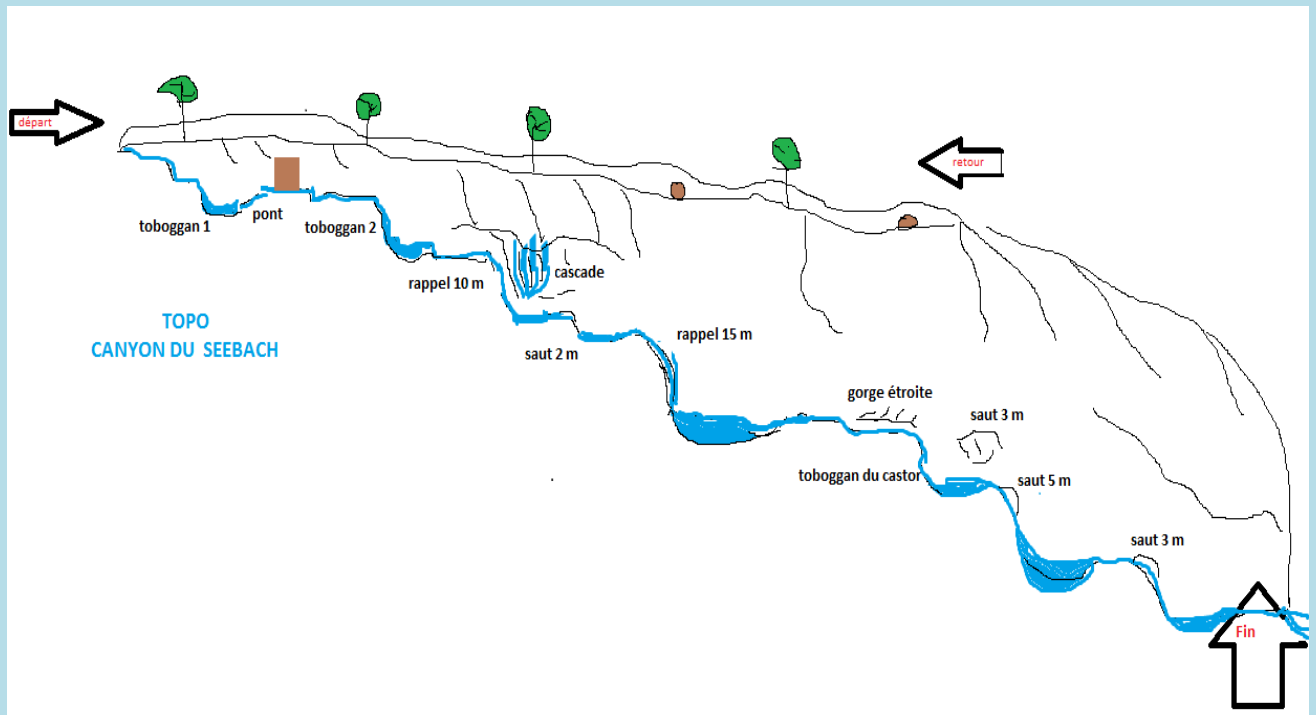 départ
retour
toboggan 1
pont
toboggan 2
rappel 10 m
cascade
TOPO
CANYON DU SEEBACH
saut 2 m
rappel 15 m
gorge étroite
saut 3 m
toboggan du castor
saut 5 m
saut 3 m
Fin